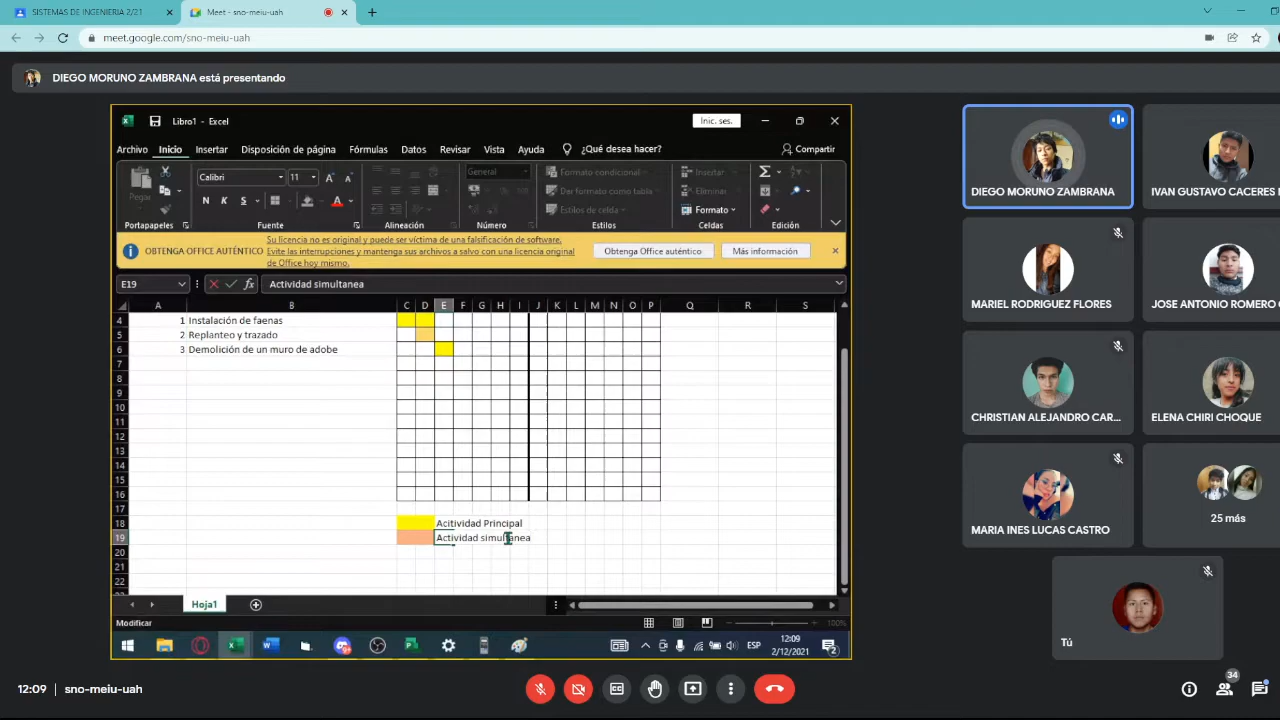 SISTEMAS DE INGENIERIA 2/21
Meet - sno-meiu-uah
meet.google.com/sno-meiu-uah
DIEGO MORUNO ZAMBRANA está presentando
Libro1 - Excel
Inic. ses.
Archivo Inicio Insertar Disposición de página Fórmulas Datos Revisar Vista Ayuda ¿Qué desea hacer? Compartir
Pegar
Calibri 11
N K S
General
Formato condicional
Dar formato como tabla
Estilos de celda
Insertar
Eliminar
Formato
Portapapeles Fuente Alineación Número Estilos Celdas Edición
OBTENGA OFFICE AUTÉNTICO
Su licencia no es original y puede ser víctima de una falsificación de software.
Evite las interrupciones y mantenga sus archivos a salvo con una licencia original
de Office hoy mismo.
Obtenga Office auténtico
Más información
E19 fx Actividad simultanea
A B C D E F G H I J K L M N O P Q R S
4 1 Instalación de faenas
5 2 Replanteo y trazado
6 3 Demolición de un muro de adobe
7
8
9
10
11
12
13
14
15
16
17
18 Acitividad Principal
19 Actividad simultanea
20
21
22
Hoja1
Modificar
100%
ESP
12:09
2/12/2021
2
DIEGO MORUNO ZAMBRANA
IVAN GUSTAVO CACERES
MARIEL RODRIGUEZ FLORES
JOSE ANTONIO ROMERO
CHRISTIAN ALEJANDRO CAR...
ELENA CHIRI CHOQUE
MARIA INES LUCAS CASTRO
25 más
Tú
12:09 | sno-meiu-uah
34